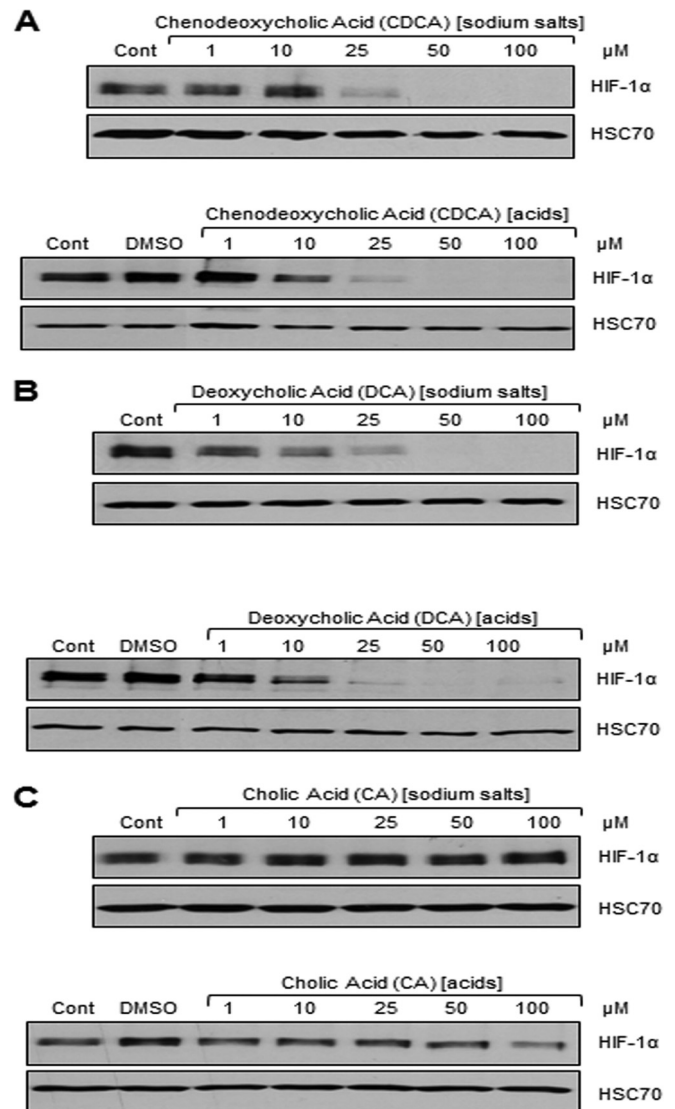 A
Chenodeoxycholic Acid (CDCA) [sodium salts]
Cont 1 10 25 50 100 µM
HIF-1α
HSC70
Chenodeoxycholic Acid (CDCA) [acids]
Cont DMSO 1 10 25 50 100 µM
HIF-1α
HSC70
B
Deoxycholic Acid (DCA) [sodium salts]
Cont 1 10 25 50 100 µM
HIF-1α
HSC70
Deoxycholic Acid (DCA) [acids]
Cont DMSO 1 10 25 50 100 µM
HIF-1α
HSC70
C
Cholic Acid (CA) [sodium salts]
Cont 1 10 25 50 100 µM
HIF-1α
HSC70
Cholic Acid (CA) [acids]
Cont DMSO 1 10 25 50 100 µM
HIF-1α
HSC70